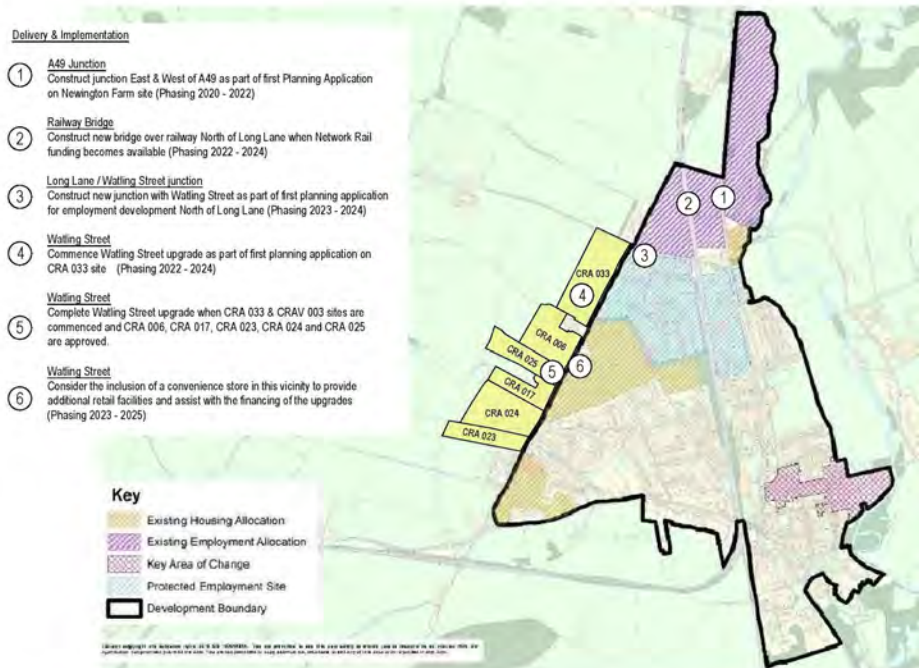 Delivery & Implementation
1
A49 Junction
Construct junction East & West of A49 as part of first Planning Application
on Newington Farm site (Phasing 2020 - 2022)
2
Railway Bridge
Construct new bridge over railway North of Long Lane when Network Rail
funding becomes available (Phasing 2022 - 2024)
3
Long Lane / Watling Street junction
Construct new junction with Watling Street as part of first planning application
for employment development North of Long Lane (Phasing 2023 - 2024)
4
Watling Street
Commence Watling Street upgrade as part of first planning application on
CRA 033 site (Phasing 2022 - 2024)
5
Watling Street
Complete Watling Street upgrade when CRA 033 & CRAV 003 sites are
commenced and CRA 006, CRA 017, CRA 023, CRA 024 and CRA 025
are approved.
6
Watling Street
Consider the inclusion of a convenience store in this vicinity to provide
additional retail facilities and assist with the financing of the upgrades
(Phasing 2023 - 2025)
1
2
3
CRA 033
4
CRA 006
CRA 025
5
6
CRA 017
CRA 024
CRA 023
Key
Existing Housing Allocation
Existing Employment Allocation
Key Area of Change
Protected Employment Site
Development Boundary